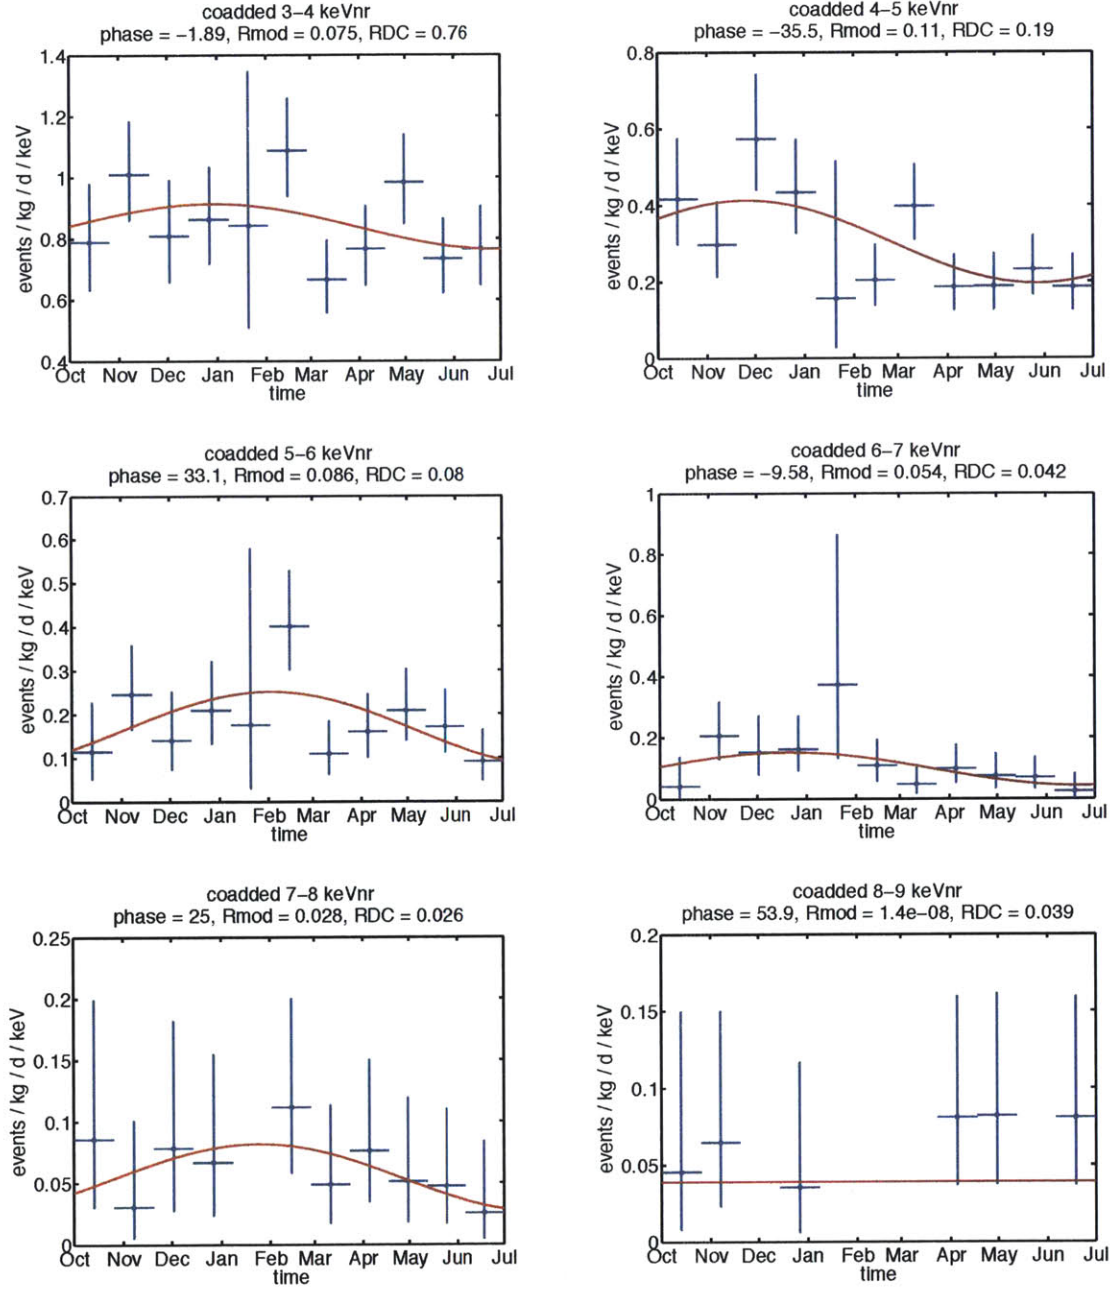 coadded 3–4 keVnr
phase = −1.89, Rmod = 0.075, RDC = 0.76
events / kg / d / keV
1.4
1.2
1
0.8
0.6
0.4
Oct Nov Dec Jan Feb Mar Apr May Jun Jul
time
coadded 4–5 keVnr
phase = −35.5, Rmod = 0.11, RDC = 0.19
events / kg / d / keV
0.8
0.6
0.4
0.2
0
Oct Nov Dec Jan Feb Mar Apr May Jun Jul
time
coadded 5–6 keVnr
phase = 33.1, Rmod = 0.086, RDC = 0.08
events / kg / d / keV
0.7
0.6
0.5
0.4
0.3
0.2
0.1
0
Oct Nov Dec Jan Feb Mar Apr May Jun Jul
time
coadded 6–7 keVnr
phase = −9.58, Rmod = 0.054, RDC = 0.042
events / kg / d / keV
1
0.8
0.6
0.4
0.2
0
Oct Nov Dec Jan Feb Mar Apr May Jun Jul
time
coadded 7–8 keVnr
phase = 25, Rmod = 0.028, RDC = 0.026
events / kg / d / keV
0.25
0.2
0.15
0.1
0.05
0
Oct Nov Dec Jan Feb Mar Apr May Jun Jul
time
coadded 8–9 keVnr
phase = 53.9, Rmod = 1.4e−08, RDC = 0.039
events / kg / d / keV
0.2
0.15
0.1
0.05
0
Oct Nov Dec Jan Feb Mar Apr May Jun Jul
time